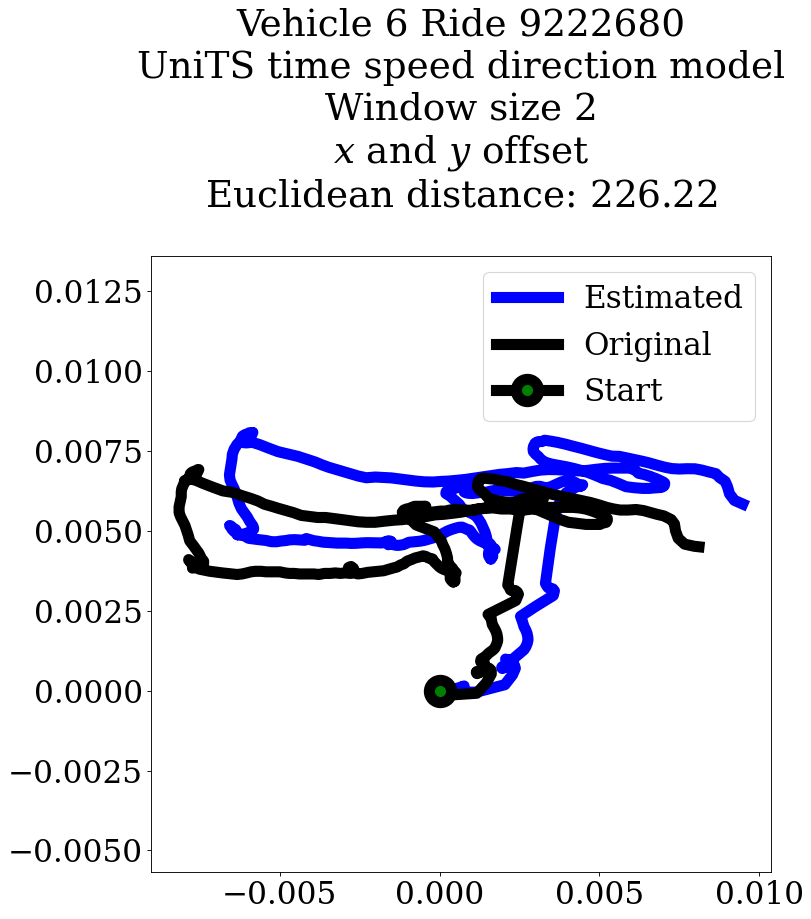 Vehicle 6 Ride 9222680
UniTS time speed direction model
Window size 2
x and y offset
Euclidean distance: 226.22
Estimated
Original
Start
0.0125
0.0100
0.0075
0.0050
0.0025
0.0000
−0.0025
−0.0050
−0.005 0.000 0.005 0.010